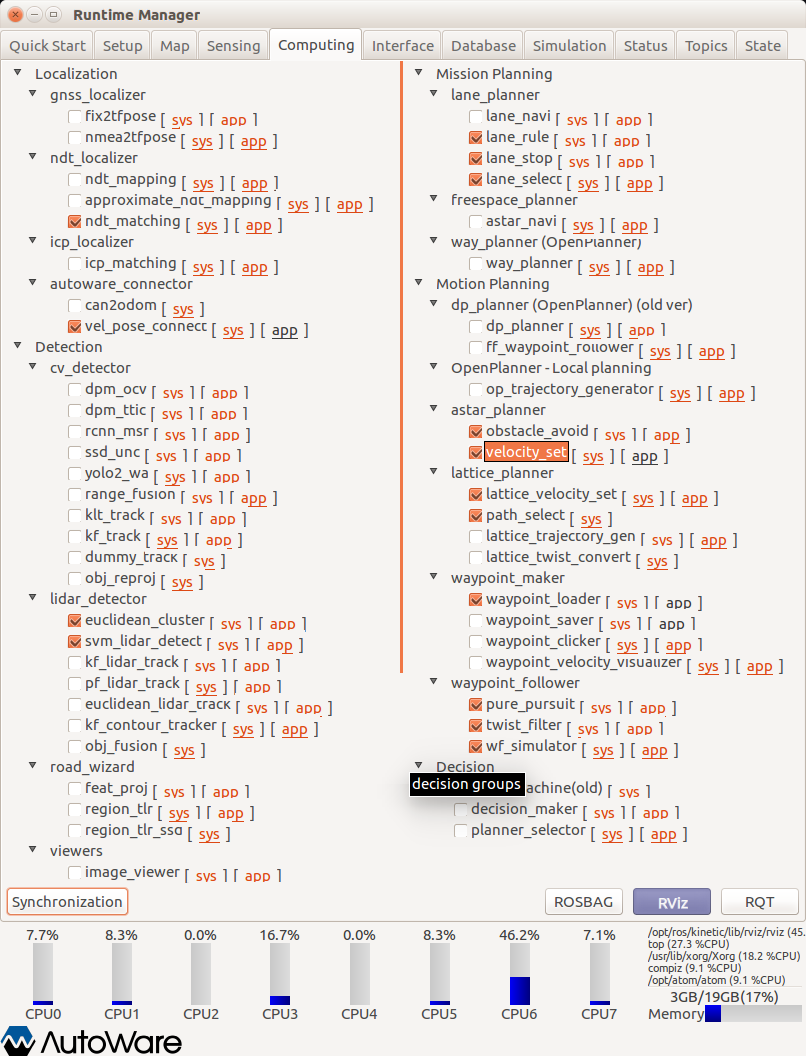 Runtime Manager
Quick Start Setup Map Sensing Computing Interface Database Simulation Status Topics State
Localization
gnss_localizer
fix2tfpose [ sys ] [ app ]
nmea2tfpose [ sys ] [ app ]
ndt_localizer
ndt_mapping [ sys ] [ app ]
approximate_ndt_mapping [ sys ] [ app ]
ndt_matching [ sys ] [ app ]
icp_localizer
icp_matching [ sys ] [ app ]
autoware_connector
can2odom [ sys ]
vel_pose_connect [ sys ] [ app ]
Detection
cv_detector
dpm_ocv [ sys ] [ app ]
dpm_ttic [ sys ] [ app ]
rcnn_msr [ sys ] [ app ]
ssd_unc [ sys ] [ app ]
yolo2_wa [ sys ] [ app ]
range_fusion [ sys ] [ app ]
klt_track [ sys ] [ app ]
kf_track [ sys ] [ app ]
dummy_track [ sys ]
obj_reproj [ sys ]
lidar_detector
euclidean_cluster [ sys ] [ app ]
svm_lidar_detect [ sys ] [ app ]
kf_lidar_track [ sys ] [ app ]
pf_lidar_track [ sys ] [ app ]
euclidean_lidar_track [ sys ] [ app ]
kf_contour_tracker [ sys ] [ app ]
obj_fusion [ sys ]
road_wizard
feat_proj [ sys ] [ app ]
region_tlr [ sys ] [ app ]
region_tlr_ssd [ sys ]
viewers
image_viewer [ sys ] [ app ]
Mission Planning
lane_planner
lane_navi [ sys ] [ app ]
lane_rule [ sys ] [ app ]
lane_stop [ sys ] [ app ]
lane_select [ sys ] [ app ]
freespace_planner
astar_navi [ sys ] [ app ]
way_planner (OpenPlanner)
way_planner [ sys ] [ app ]
Motion Planning
dp_planner (OpenPlanner) (old ver)
dp_planner [ sys ] [ app ]
ff_waypoint_follower [ sys ] [ app ]
OpenPlanner - Local planning
op_trajectory_generator [ sys ] [ app ]
astar_planner
obstacle_avoid [ sys ] [ app ]
velocity_set [ sys ] [ app ]
lattice_planner
lattice_velocity_set [ sys ] [ app ]
path_select [ sys ]
lattice_trajectory_gen [ sys ] [ app ]
lattice_twist_convert [ sys ]
waypoint_maker
waypoint_loader [ sys ] [ app ]
waypoint_saver [ sys ] [ app ]
waypoint_clicker [ sys ] [ app ]
waypoint_velocity_visualizer [ sys ] [ app ]
waypoint_follower
pure_pursuit [ sys ] [ app ]
twist_filter [ sys ] [ app ]
wf_simulator [ sys ] [ app ]
Decision
decision groups achine(old) [ sys ]
decision_maker [ sys ] [ app ]
planner_selector [ sys ] [ app ]
Synchronization ROSBAG RViz RQT
7.7% 8.3% 0.0% 16.7% 0.0% 8.3% 46.2% 7.1%
CPU0 CPU1 CPU2 CPU3 CPU4 CPU5 CPU6 CPU7
/opt/ros/kinetic/lib/rviz/rviz (45.
top (27.3 %CPU)
/usr/lib/xorg/Xorg (18.2 %CPU)
compiz (9.1 %CPU)
/opt/atom/atom (9.1 %CPU)
3GB/19GB(17%)
Memory
AutoWare